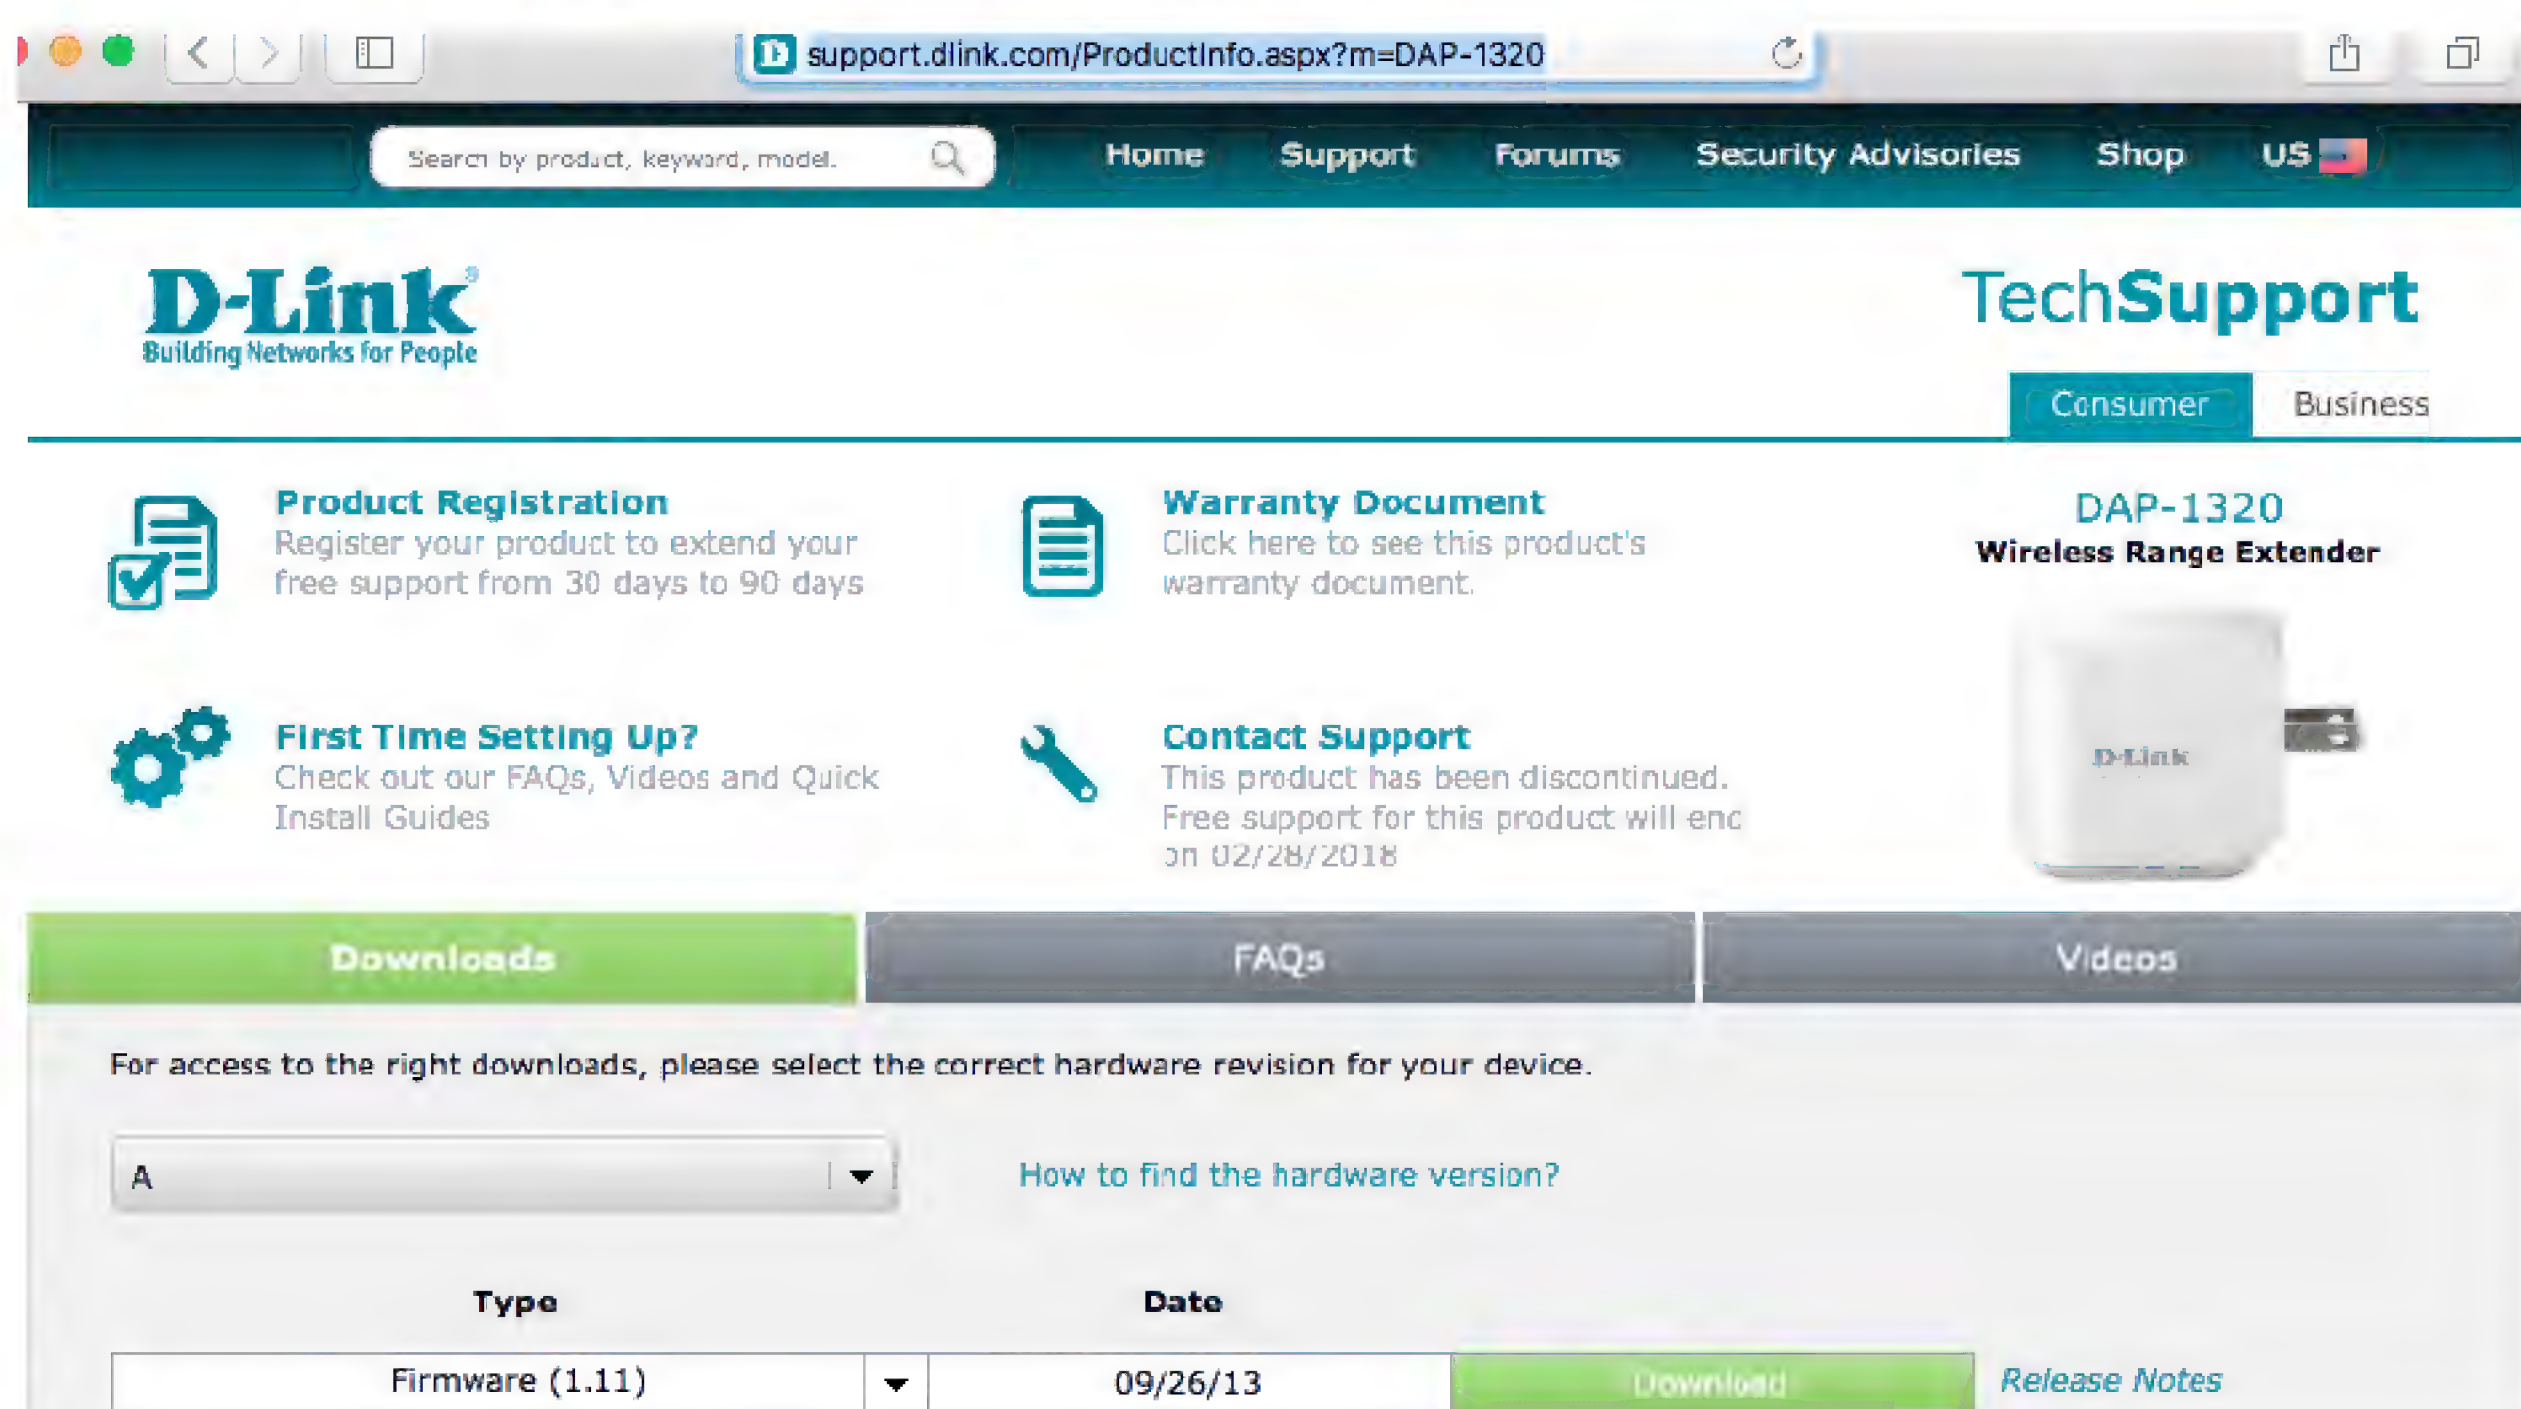 support.dlink.com/ProductInfo.aspx?m=DAP-1320
Search by product, keyword, model.
Home Support Forums Security Advisories Shop US
D-Link®
Building Networks for People
TechSupport
Consumer Business
Product Registration
Register your product to extend your
free support from 30 days to 90 days
Warranty Document
Click here to see this product's
warranty document.
DAP-1320
Wireless Range Extender
D-Link
First Time Setting Up?
Check out our FAQs, Videos and Quick
Install Guides
Contact Support
This product has been discontinued.
Free support for this product will end
on 02/28/2018
Downloads FAQs Videos
For access to the right downloads, please select the correct hardware revision for your device.
A
How to find the hardware version?
Type Date
Firmware (1.11) 09/26/13 Download Release Notes